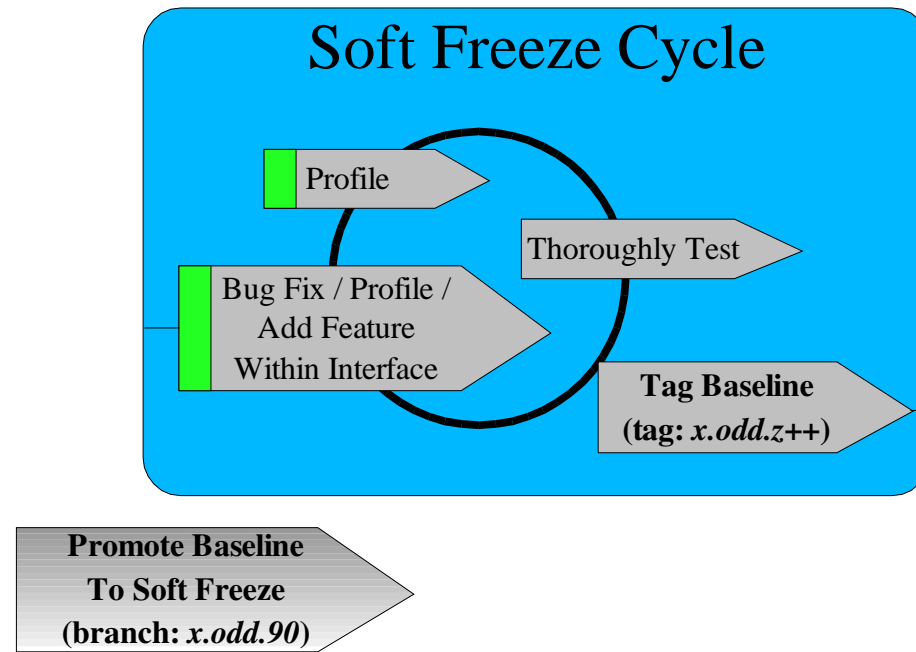 Soft Freeze Cycle
Profile
Thoroughly Test
Bug Fix / Profile /
Add Feature
Within Interface
Tag Baseline
(tag: x.odd.z++)
Promote Baseline
To Soft Freeze
(branch: x.odd.90)